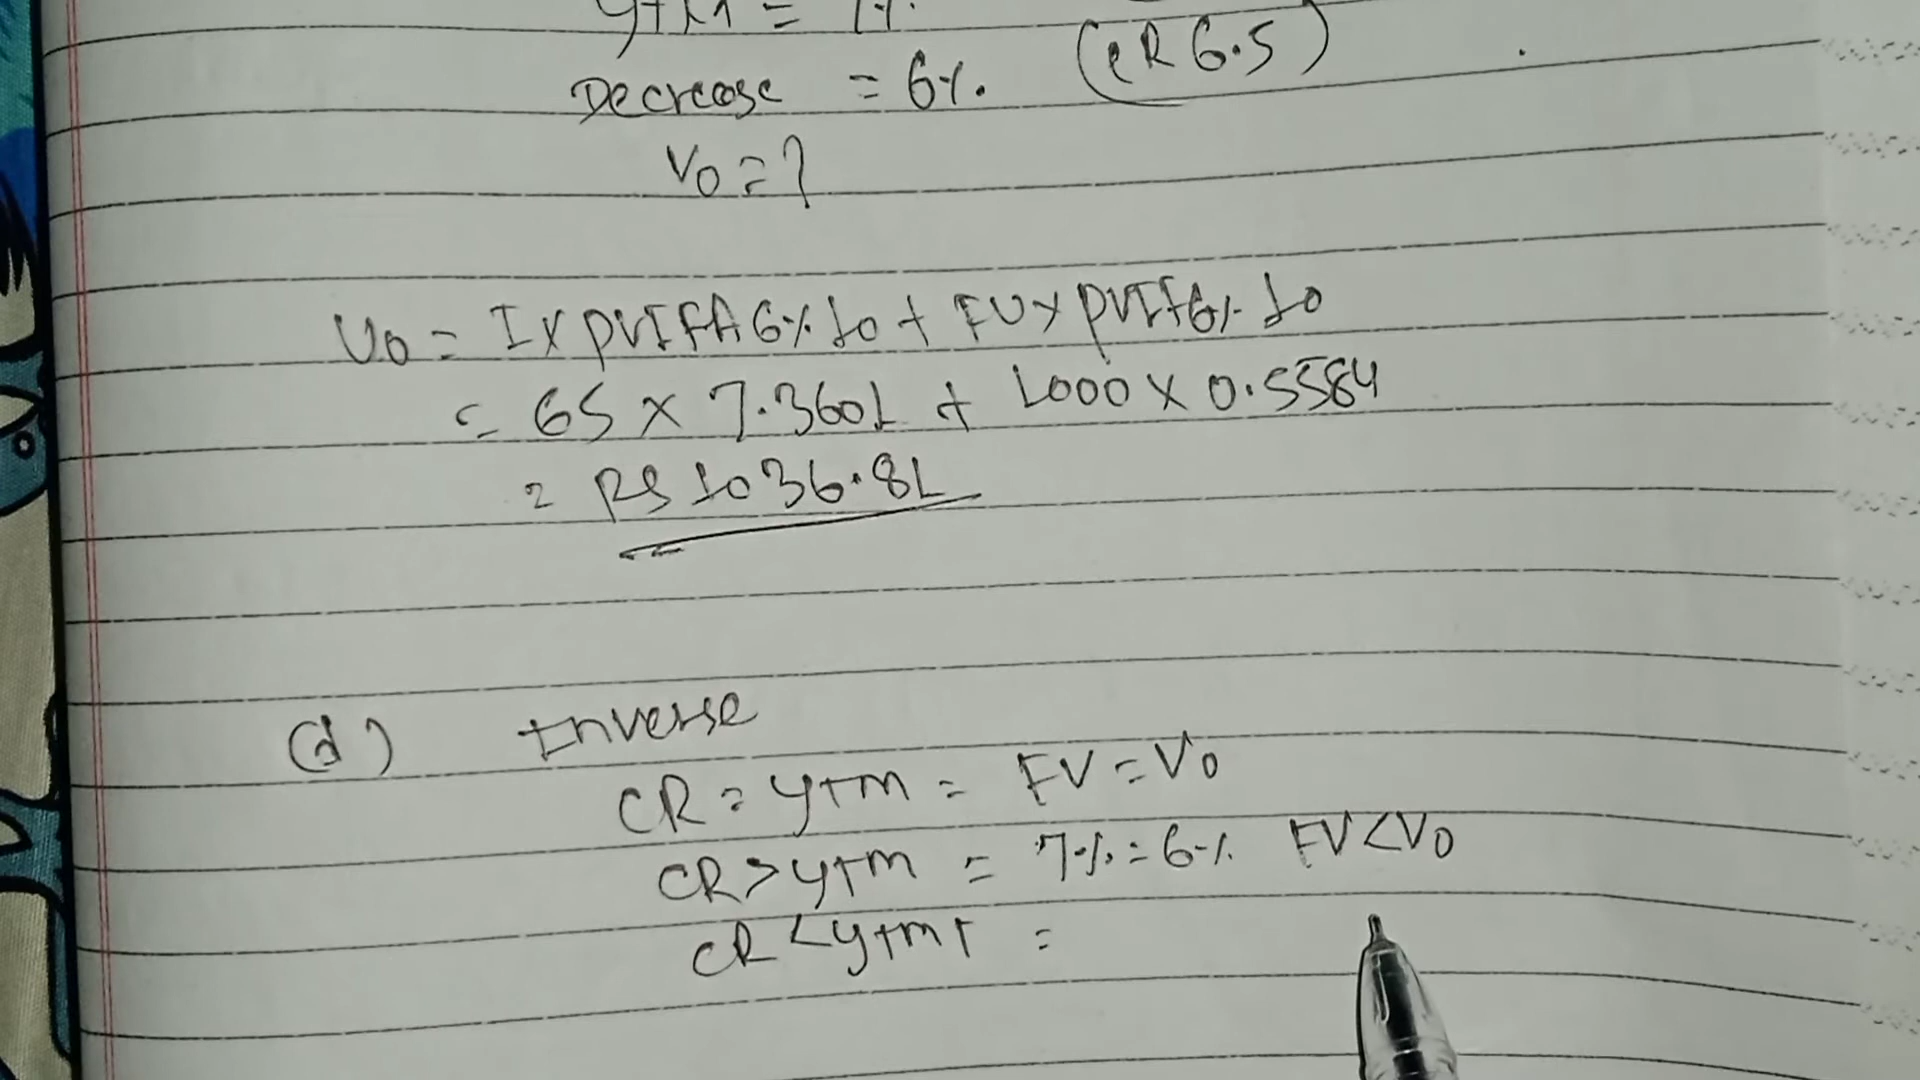 Decrease = 6%. (CR 6.5)
V0 = ?
V0 = I x PVIFA 6% 10 + FV x PVIF 6% 10
= 65 x 7.3601 + 1000 x 0.5584
= RS 1036.81
(d) Inverse
CR = YTM = FV = V0
CR > YTM = 7% = 6% FV < V0
CR < YTM =